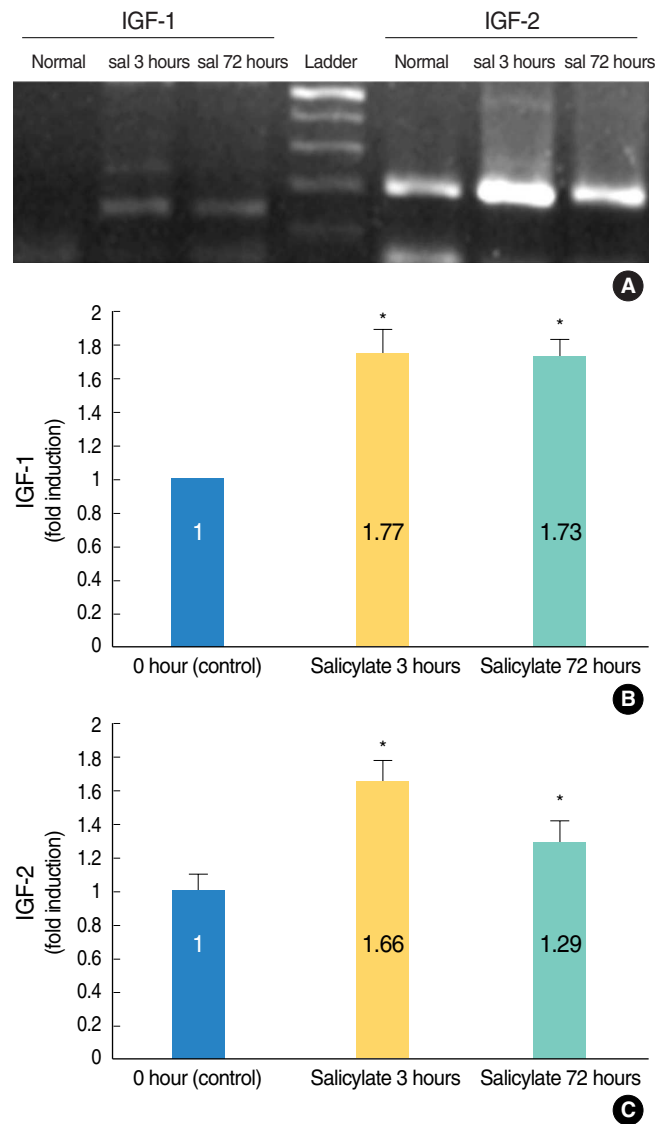 IGF-1 IGF-2
Normal sal 3 hours sal 72 hours Ladder Normal sal 3 hours sal 72 hours
A
2
1.8
1.6
1.4
1.2
1
0.8
0.6
0.4
0.2
0
IGF-1
(fold induction)
* *
1 1.77 1.73
0 hour (control) Salicylate 3 hours Salicylate 72 hours
B
2
1.8
1.6
1.4
1.2
1
0.8
0.6
0.4
0.2
0
IGF-2
(fold induction)
* *
1 1.66 1.29
0 hour (control) Salicylate 3 hours Salicylate 72 hours
C